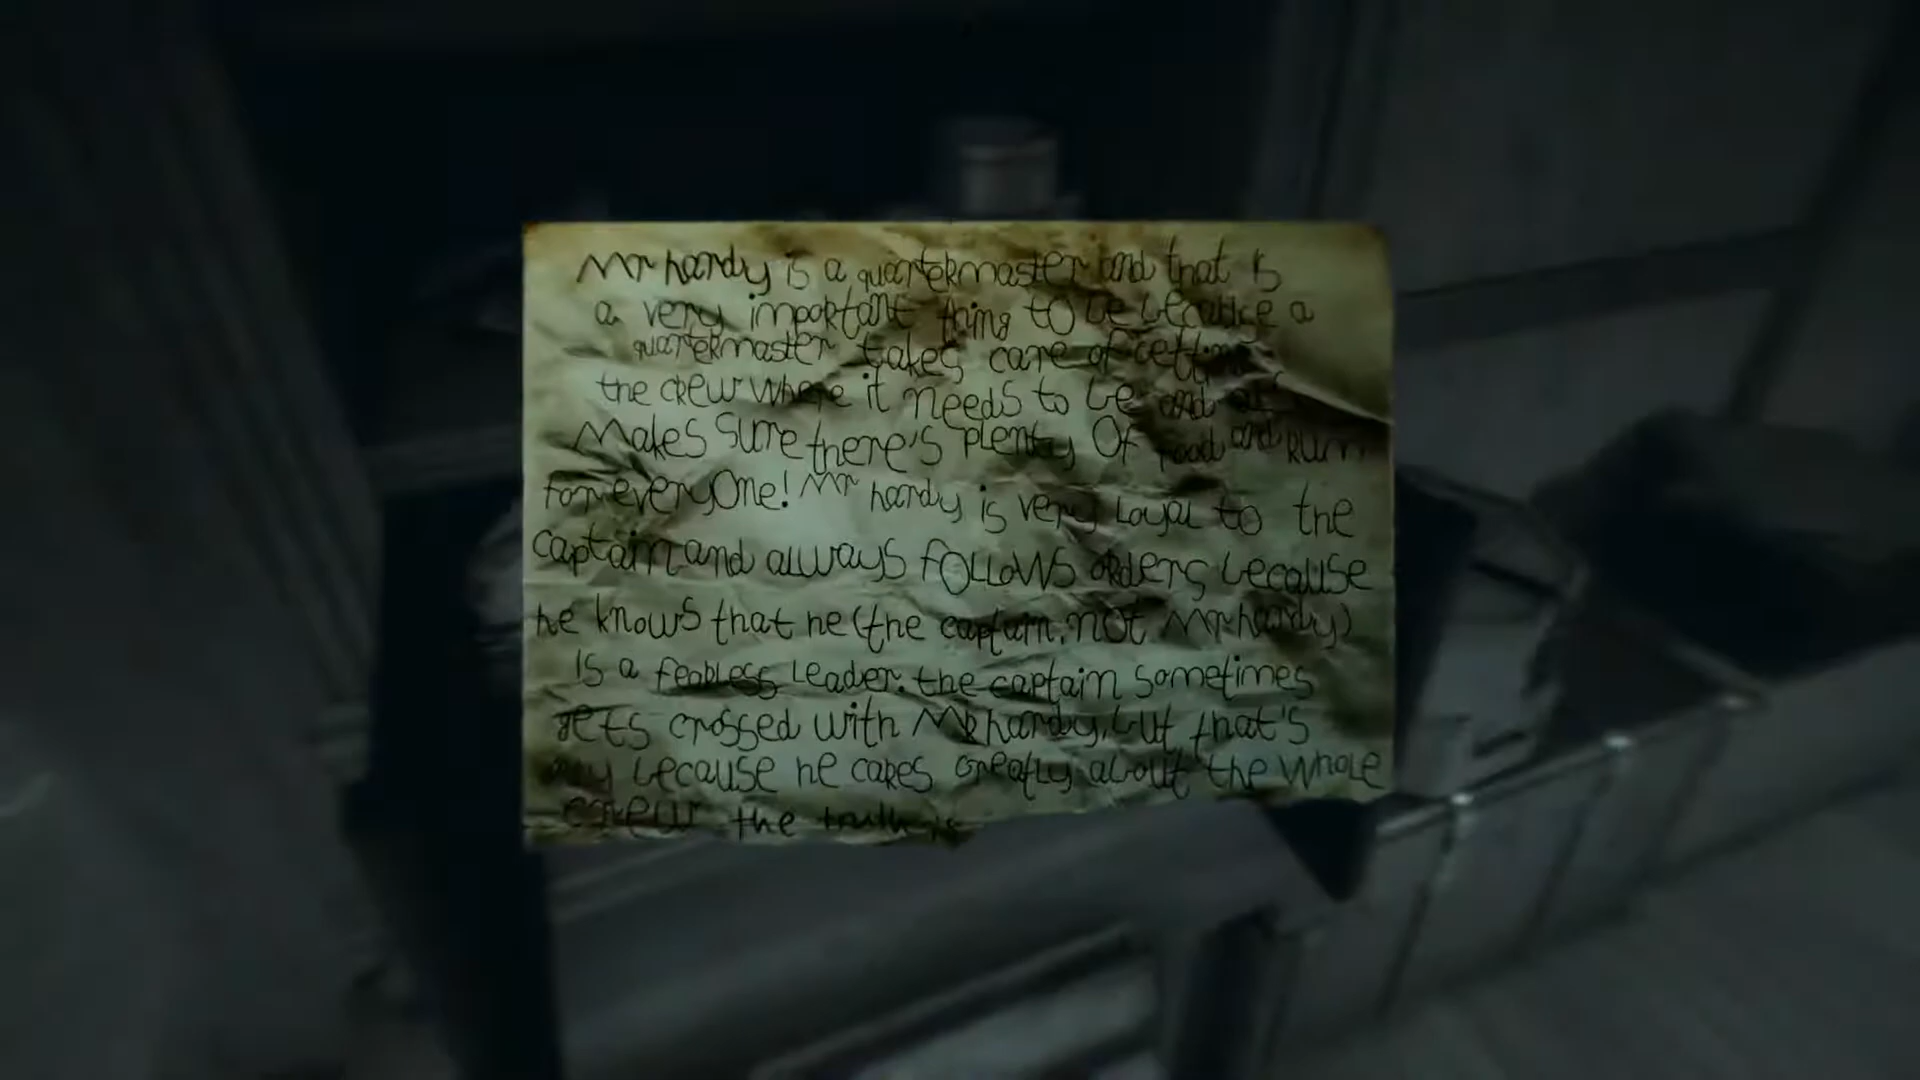 Mr hardy is a quartermaster and that is
a very important thing to be because a
quartermaster takes care of
the crew where it needs to be and
Makes sure there's plenty of food and rum
for everyone! Mr hardy is very loyal to the
captain and always follows orders because
he knows that he (the captain, not Mr hardy)
is a fearless leader. the captain sometimes
gets crossed with Mr hardy, but that's
because he cares greatly about the whole
the truth is